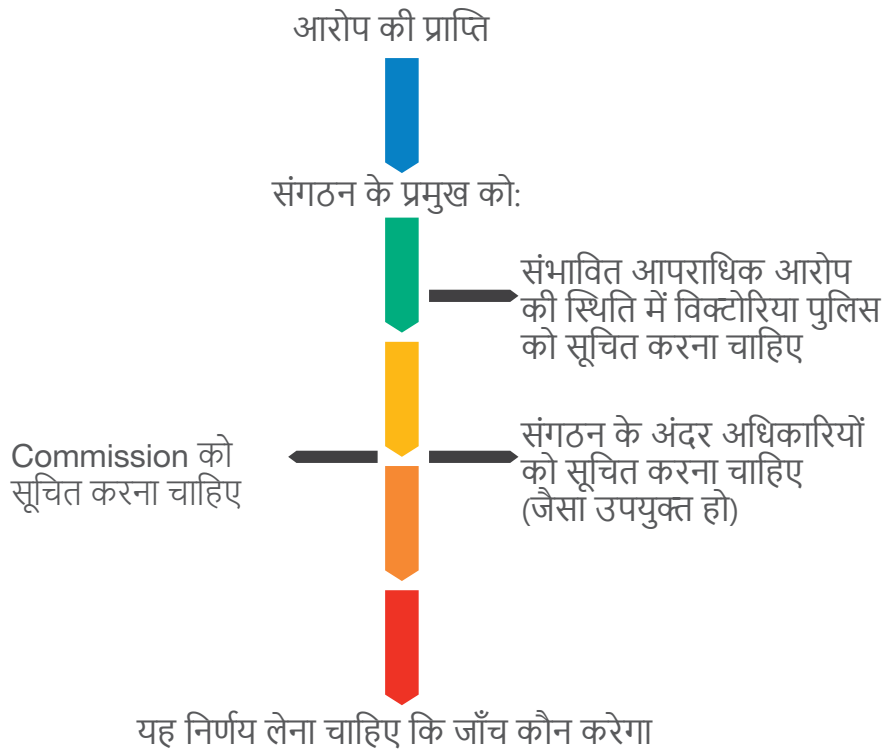 आरोप की प्राप्ति
संगठन के प्रमुख को:
संभावित आपराधिक आरोप
की स्थिति में विक्टोरिया पुलिस
को सूचित करना चाहिए
Commission को
सूचित करना चाहिए
संगठन के अंदर अधिकारियों
को सूचित करना चाहिए
(जैसा उपयुक्त हो)
यह निर्णय लेना चाहिए कि जाँच कौन करेगा